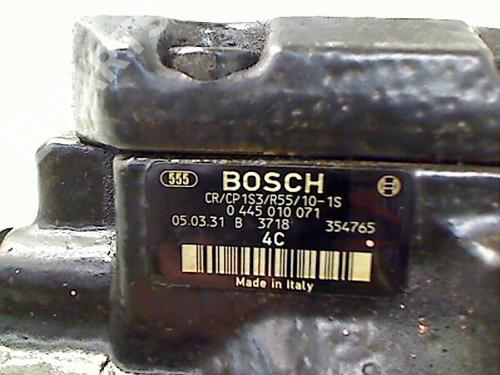 555 BOSCH
CR/CP1S3/R55/10-1S
0 445 010 071
05.03.31 B 3718 354765
4C
Made in Italy